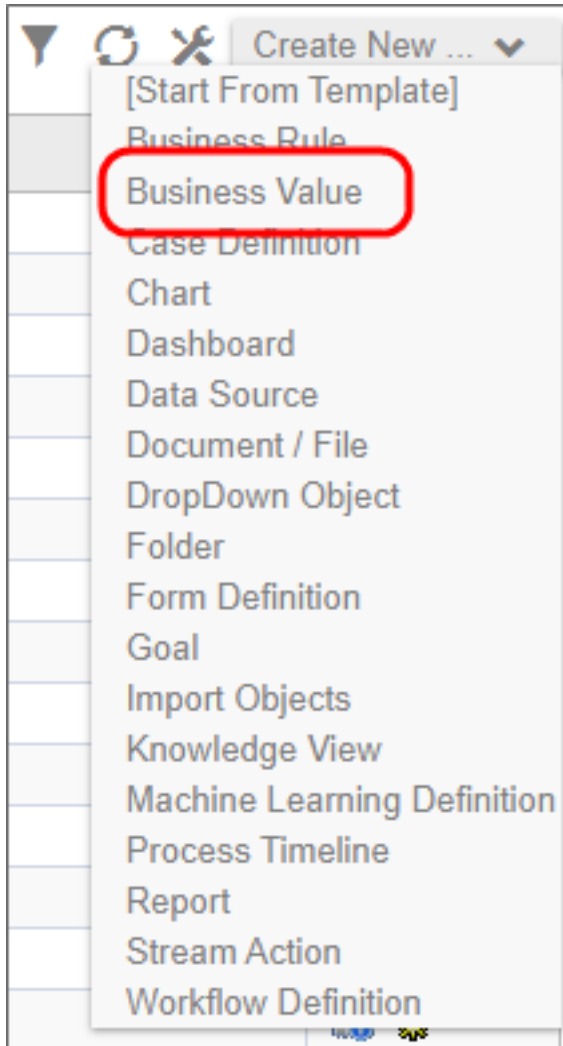 Create New ...
[Start From Template]
Business Rule
Business Value
Case Definition
Chart
Dashboard
Data Source
Document / File
DropDown Object
Folder
Form Definition
Goal
Import Objects
Knowledge View
Machine Learning Definition
Process Timeline
Report
Stream Action
Workflow Definition